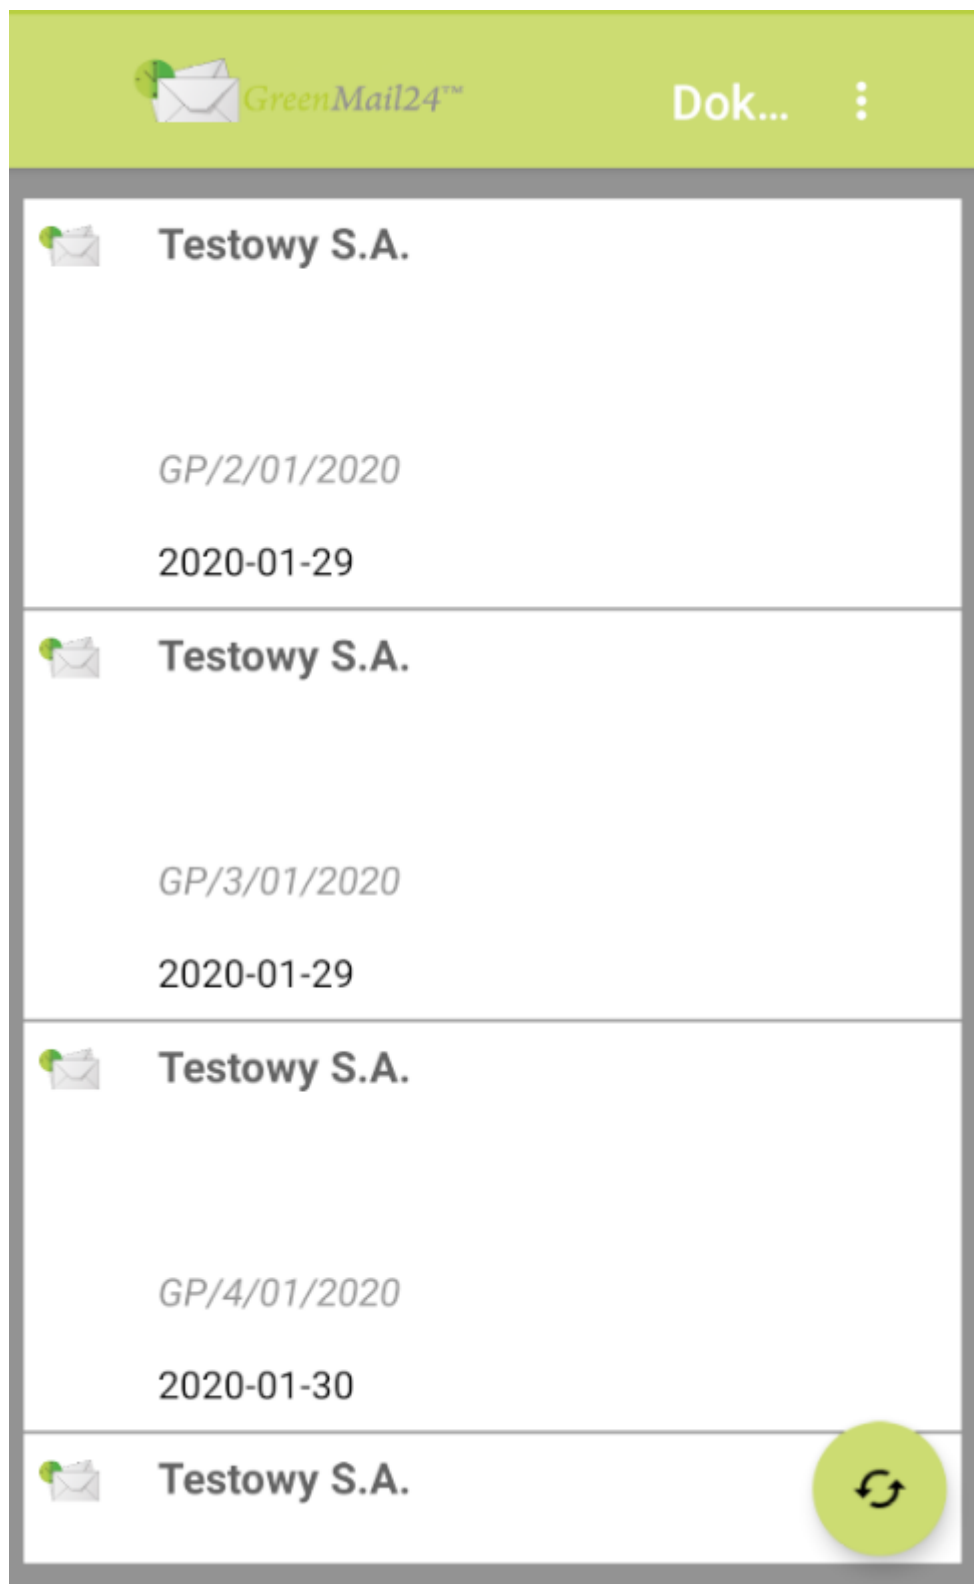 GreenMail24™
Dok...
Testowy S.A.
GP/2/01/2020
2020-01-29
Testowy S.A.
GP/3/01/2020
2020-01-29
Testowy S.A.
GP/4/01/2020
2020-01-30
Testowy S.A.